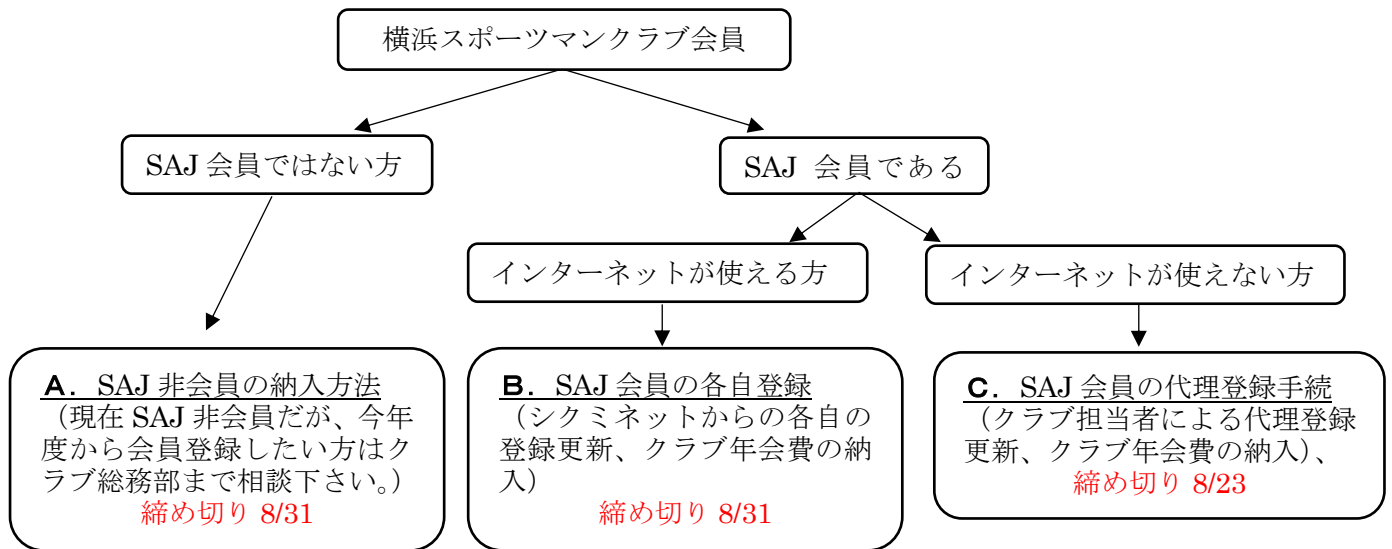 横浜スポーツマンクラブ会員
SAJ 会員ではない方
SAJ 会員である
インターネットが使える方
インターネットが使えない方
A. SAJ 非会員の納入方法
（現在 SAJ 非会員だが、今年
度から会員登録したい方はク
ラブ総務部まで相談下さい。）
締め切り 8/31
B. SAJ 会員の各自登録
（シクミネットからの各自の
登録更新、クラブ年会費の納
入）
締め切り 8/31
C. SAJ 会員の代理登録手続
（クラブ担当者による代理登録
更新、クラブ年会費の納入）、
締め切り 8/23